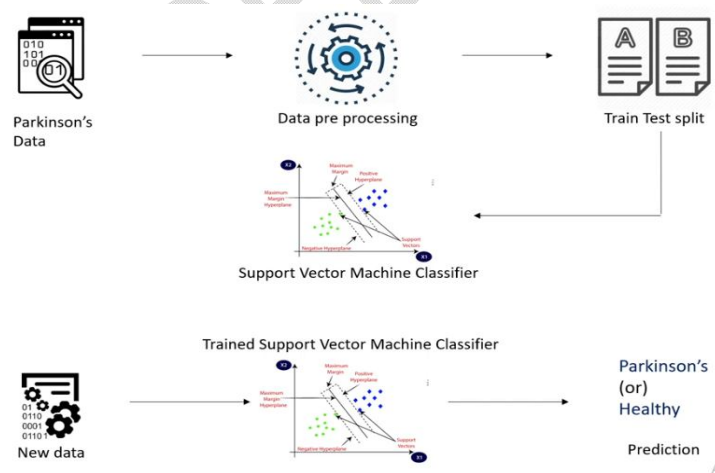 010
101
00
01
Parkinson's
Data
Data pre processing
A
B
Train Test split
X2
Maximum
Margin
Positive
Hyperplane
Maximum
Margin
Hyperplane
Support
Vectors
Negative Hyperplane
X1
Support Vector Machine Classifier
Trained Support Vector Machine Classifier
X2
Maximum
Margin
Positive
Hyperplane
Maximum
Margin
Hyperplane
Support
Vectors
Negative Hyperplane
X1
01
0110
0001
01101
New data
Parkinson's
(or)
Healthy
Prediction